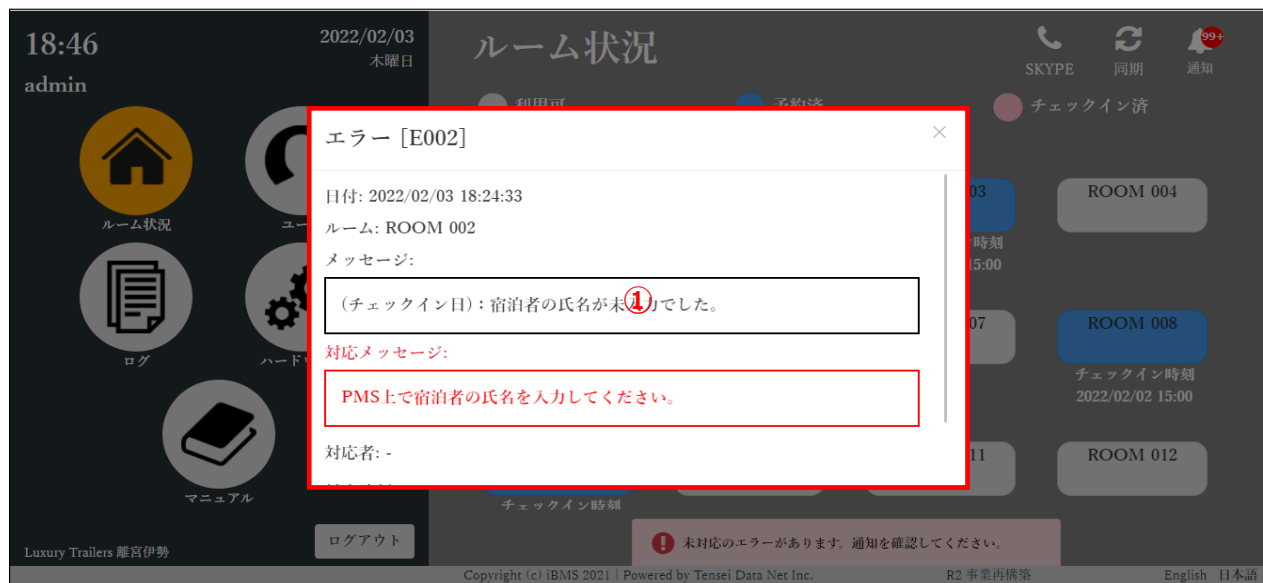 18:46
2022/02/03
木曜日
admin
ルーム状況
SKYPE
同期
99+
通知
利用可
予約済
チェックイン済
ルーム状況
ユー
ログ
ハード
マニュアル
ログアウト
Luxury Trailers 離宮伊勢
エラー [E002]
×
日付: 2022/02/03 18:24:33
ルーム: ROOM 002
メッセージ:
(チェックイン日)：宿泊者の氏名が未入力でした。
①
対応メッセージ:
PMS上で宿泊者の氏名を入力してください。
対応者: -
03
時刻
15:00
ROOM 004
07
ROOM 008
チェックイン時刻
2022/02/02 15:00
11
ROOM 012
チェックイン時刻
未対応のエラーがあります。通知を確認してください。
Copyright (c) iBMS 2021 | Powered by Tensei Data Net Inc.
R2 事業再構築
English 日本語